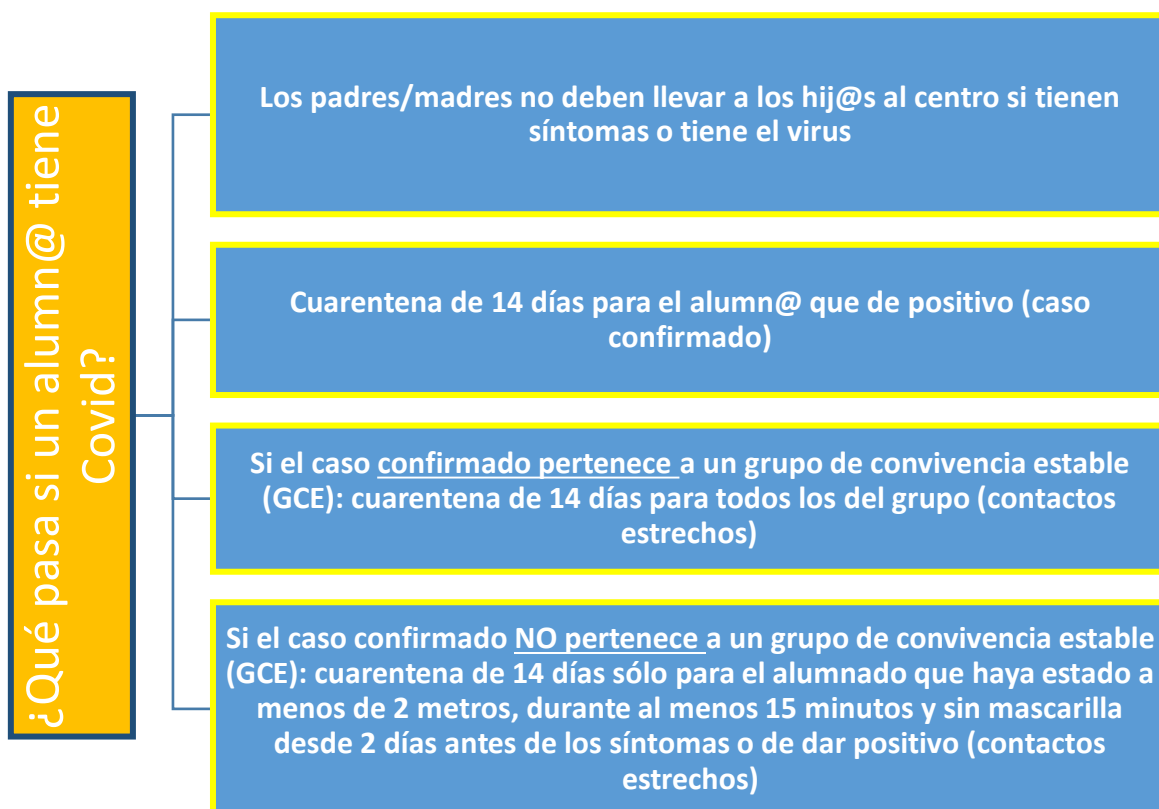 ¿Qué pasa si un alumn@ tiene
Covid?
Los padres/madres no deben llevar a los hij@s al centro si tienen
síntomas o tiene el virus
Cuarentena de 14 días para el alumn@ que de positivo (caso
confirmado)
Si el caso confirmado pertenece a un grupo de convivencia estable
(GCE): cuarentena de 14 días para todos los del grupo (contactos
estrechos)
Si el caso confirmado NO pertenece a un grupo de convivencia estable
(GCE): cuarentena de 14 días sólo para el alumnado que haya estado a
menos de 2 metros, durante al menos 15 minutos y sin mascarilla
desde 2 días antes de los síntomas o de dar positivo (contactos
estrechos)